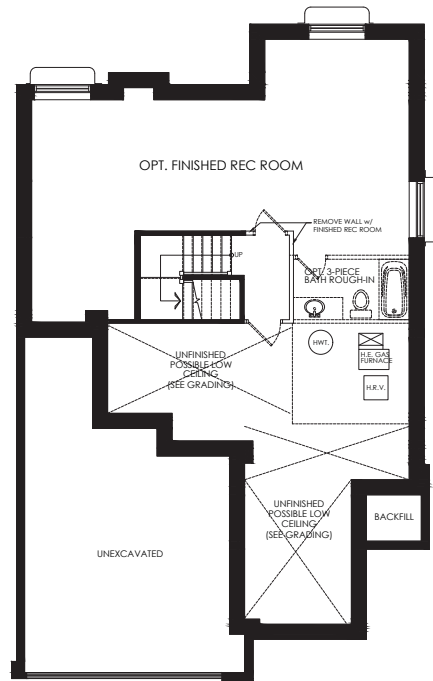 OPT. FINISHED REC ROOM
REMOVE WALL w/
FINISHED REC ROOM
UP
OPT. 3-PIECE
BATH ROUGH-IN
HWT.
H.E. GAS
FURNACE
H.R.V.
UNFINISHED
POSSIBLE LOW
CEILING
(SEE GRADING)
UNFINISHED
POSSIBLE LOW
CEILING
(SEE GRADING)
BACKFILL
UNEXCAVATED